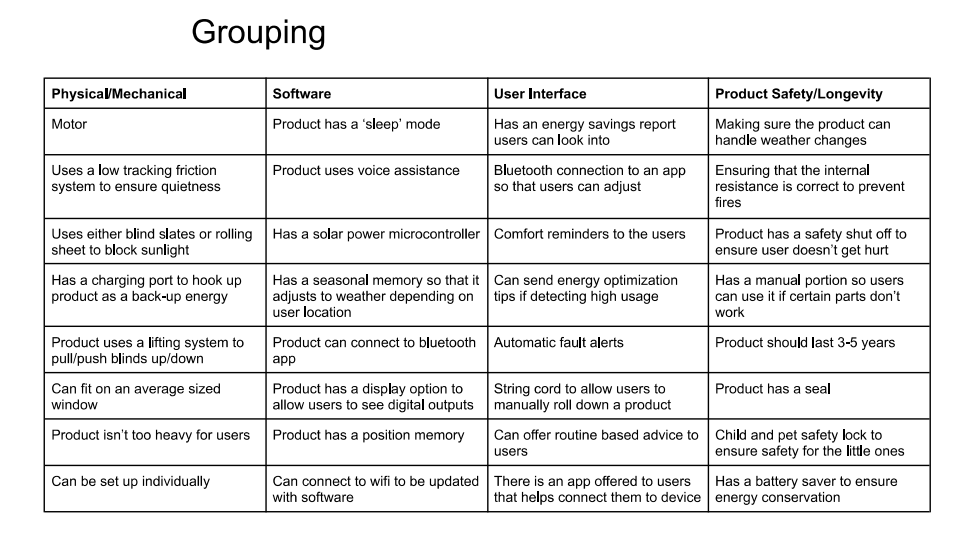 Grouping
Physical/Mechanical
Software
User Interface
Product Safety/Longevity
Motor
Product has a ‘sleep’ mode
Has an energy savings report
users can look into
Making sure the product can
handle weather changes
Uses a low tracking friction
system to ensure quietness
Product uses voice assistance
Bluetooth connection to an app
so that users can adjust
Ensuring that the internal
resistance is correct to prevent
fires
Uses either blind slates or rolling
sheet to block sunlight
Has a solar power microcontroller
Comfort reminders to the users
Product has a safety shut off to
ensure user doesn’t get hurt
Has a charging port to hook up
product as a back-up energy
Has a seasonal memory so that it
adjusts to weather depending on
user location
Can send energy optimization
tips if detecting high usage
Has a manual portion so users
can use it if certain parts don’t
work
Product uses a lifting system to
pull/push blinds up/down
Product can connect to bluetooth
app
Automatic fault alerts
Product should last 3-5 years
Can fit on an average sized
window
Product has a display option to
allow users to see digital outputs
String cord to allow users to
manually roll down a product
Product has a seal
Product isn’t too heavy for users
Product has a position memory
Can offer routine based advice to
users
Child and pet safety lock to
ensure safety for the little ones
Can be set up individually
Can connect to wifi to be updated
with software
There is an app offered to users
that helps connect them to device
Has a battery saver to ensure
energy conservation